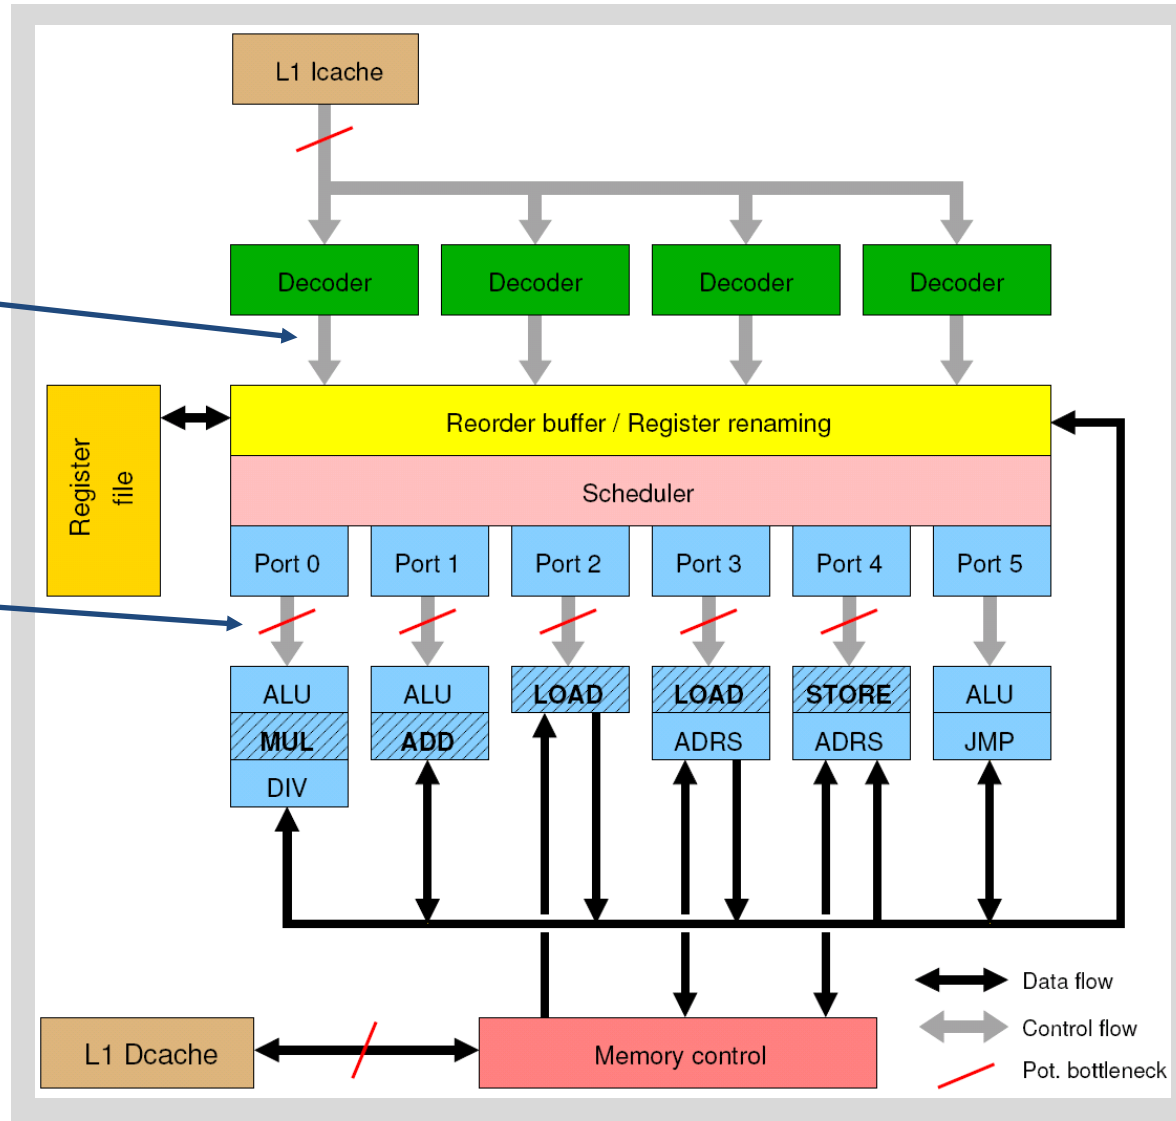 L1 Icache
Decoder
Decoder
Decoder
Decoder
Register
file
Reorder buffer / Register renaming
Scheduler
Port 0
Port 1
Port 2
Port 3
Port 4
Port 5
ALU
MUL
DIV
ALU
ADD
LOAD
LOAD
ADRS
STORE
ADRS
ALU
JMP
L1 Dcache
Memory control
Data flow
Control flow
Pot. bottleneck